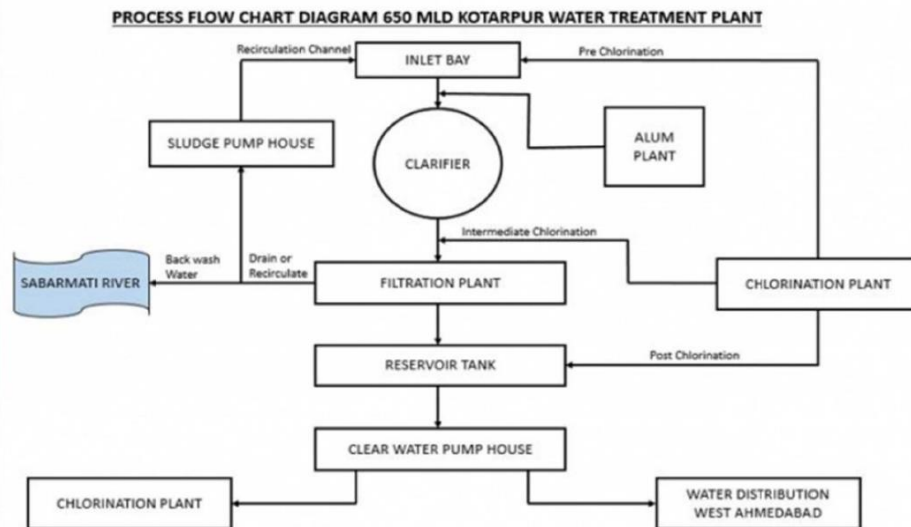 PROCESS FLOW CHART DIAGRAM 650 MLD KOTARPUR WATER TREATMENT PLANT
Recirculation Channel
INLET BAY
Pre Chlorination
SLUDGE PUMP HOUSE
CLARIFIER
ALUM
PLANT
Intermediate Chlorination
SABARMATI RIVER
Back wash
Water
Drain or
Recirculate
FILTRATION PLANT
CHLORINATION PLANT
RESERVOIR TANK
Post Chlorination
CLEAR WATER PUMP HOUSE
CHLORINATION PLANT
WATER DISTRIBUTION
WEST AHMEDABAD